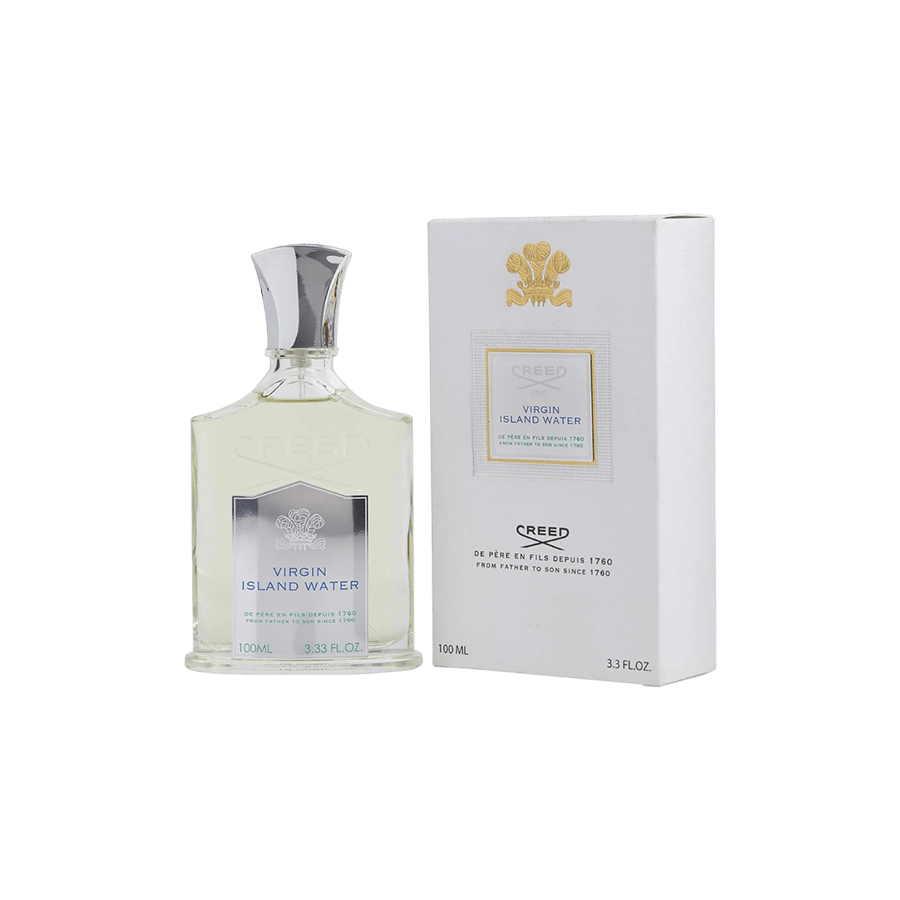 CREED
VIRGIN
ISLAND WATER
DE PÈRE EN FILS DEPUIS 1760
FROM FATHER TO SON SINCE 1760
100ML 3.33 FL.OZ.
CREED
1760
VIRGIN
ISLAND WATER
DE PÈRE EN FILS DEPUIS 1760
FROM FATHER TO SON SINCE 1760
CREED
DE PÈRE EN FILS DEPUIS 1760
FROM FATHER TO SON SINCE 1760
100 ML
3.3 FL.OZ.